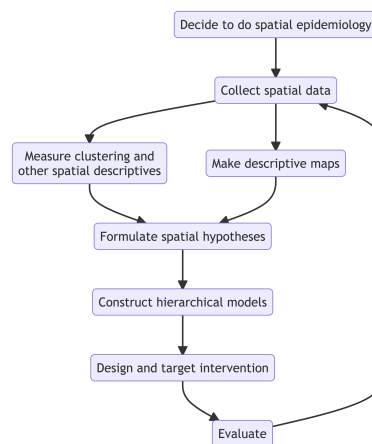 Decide to do spatial epidemiology
Collect spatial data
Measure clustering and
other spatial descriptives
Make descriptive maps
Formulate spatial hypotheses
Construct hierarchical models
Design and target intervention
Evaluate